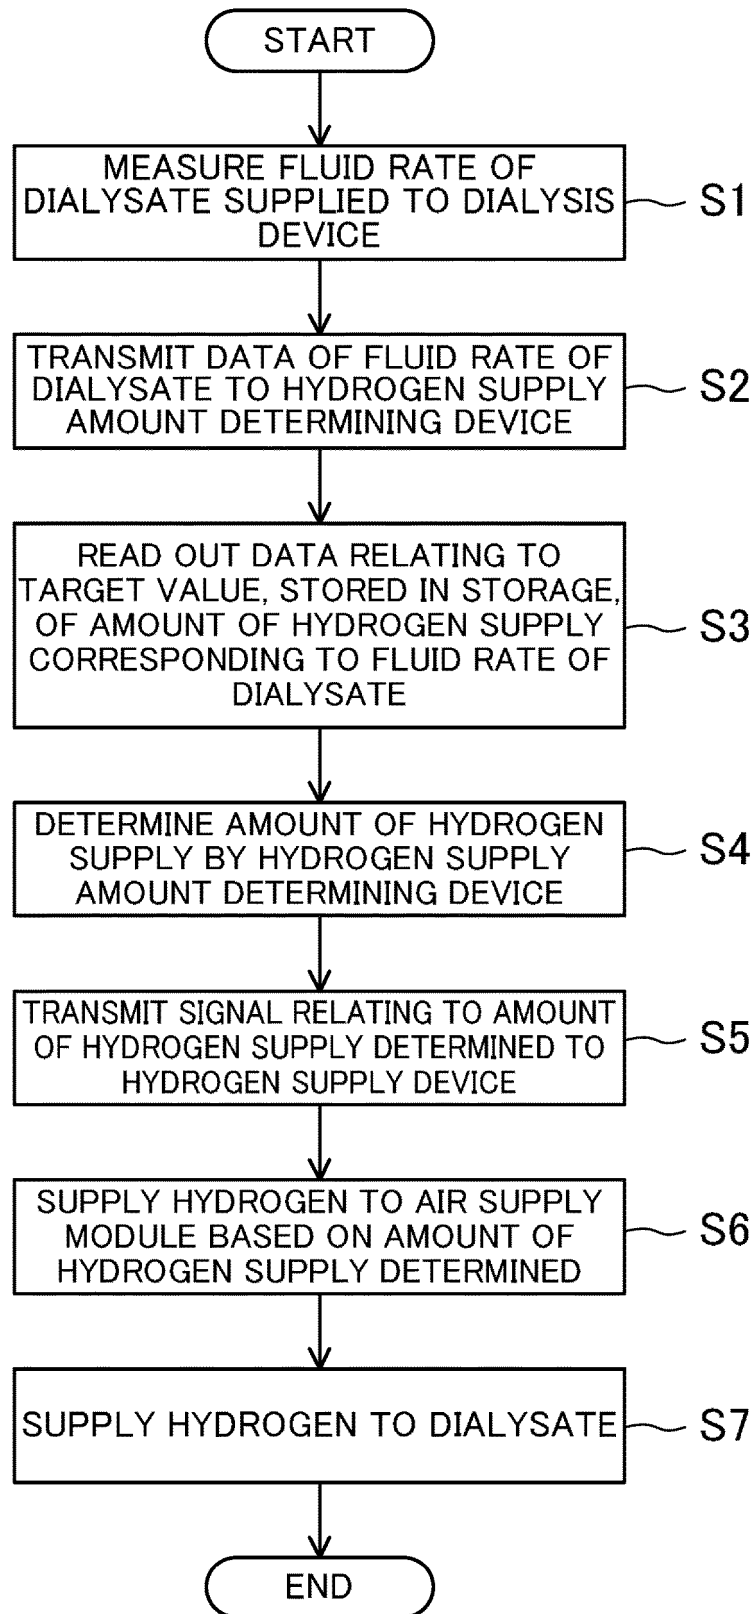 START
MEASURE FLUID RATE OF
DIALYSATE SUPPLIED TO DIALYSIS
DEVICE
S1
TRANSMIT DATA OF FLUID RATE OF
DIALYSATE TO HYDROGEN SUPPLY
AMOUNT DETERMINING DEVICE
S2
READ OUT DATA RELATING TO
TARGET VALUE, STORED IN STORAGE,
OF AMOUNT OF HYDROGEN SUPPLY
CORRESPONDING TO FLUID RATE OF
DIALYSATE
S3
DETERMINE AMOUNT OF HYDROGEN
SUPPLY BY HYDROGEN SUPPLY
AMOUNT DETERMINING DEVICE
S4
TRANSMIT SIGNAL RELATING TO AMOUNT
OF HYDROGEN SUPPLY DETERMINED TO
HYDROGEN SUPPLY DEVICE
S5
SUPPLY HYDROGEN TO AIR SUPPLY
MODULE BASED ON AMOUNT OF
HYDROGEN SUPPLY DETERMINED
S6
SUPPLY HYDROGEN TO DIALYSATE
S7
END